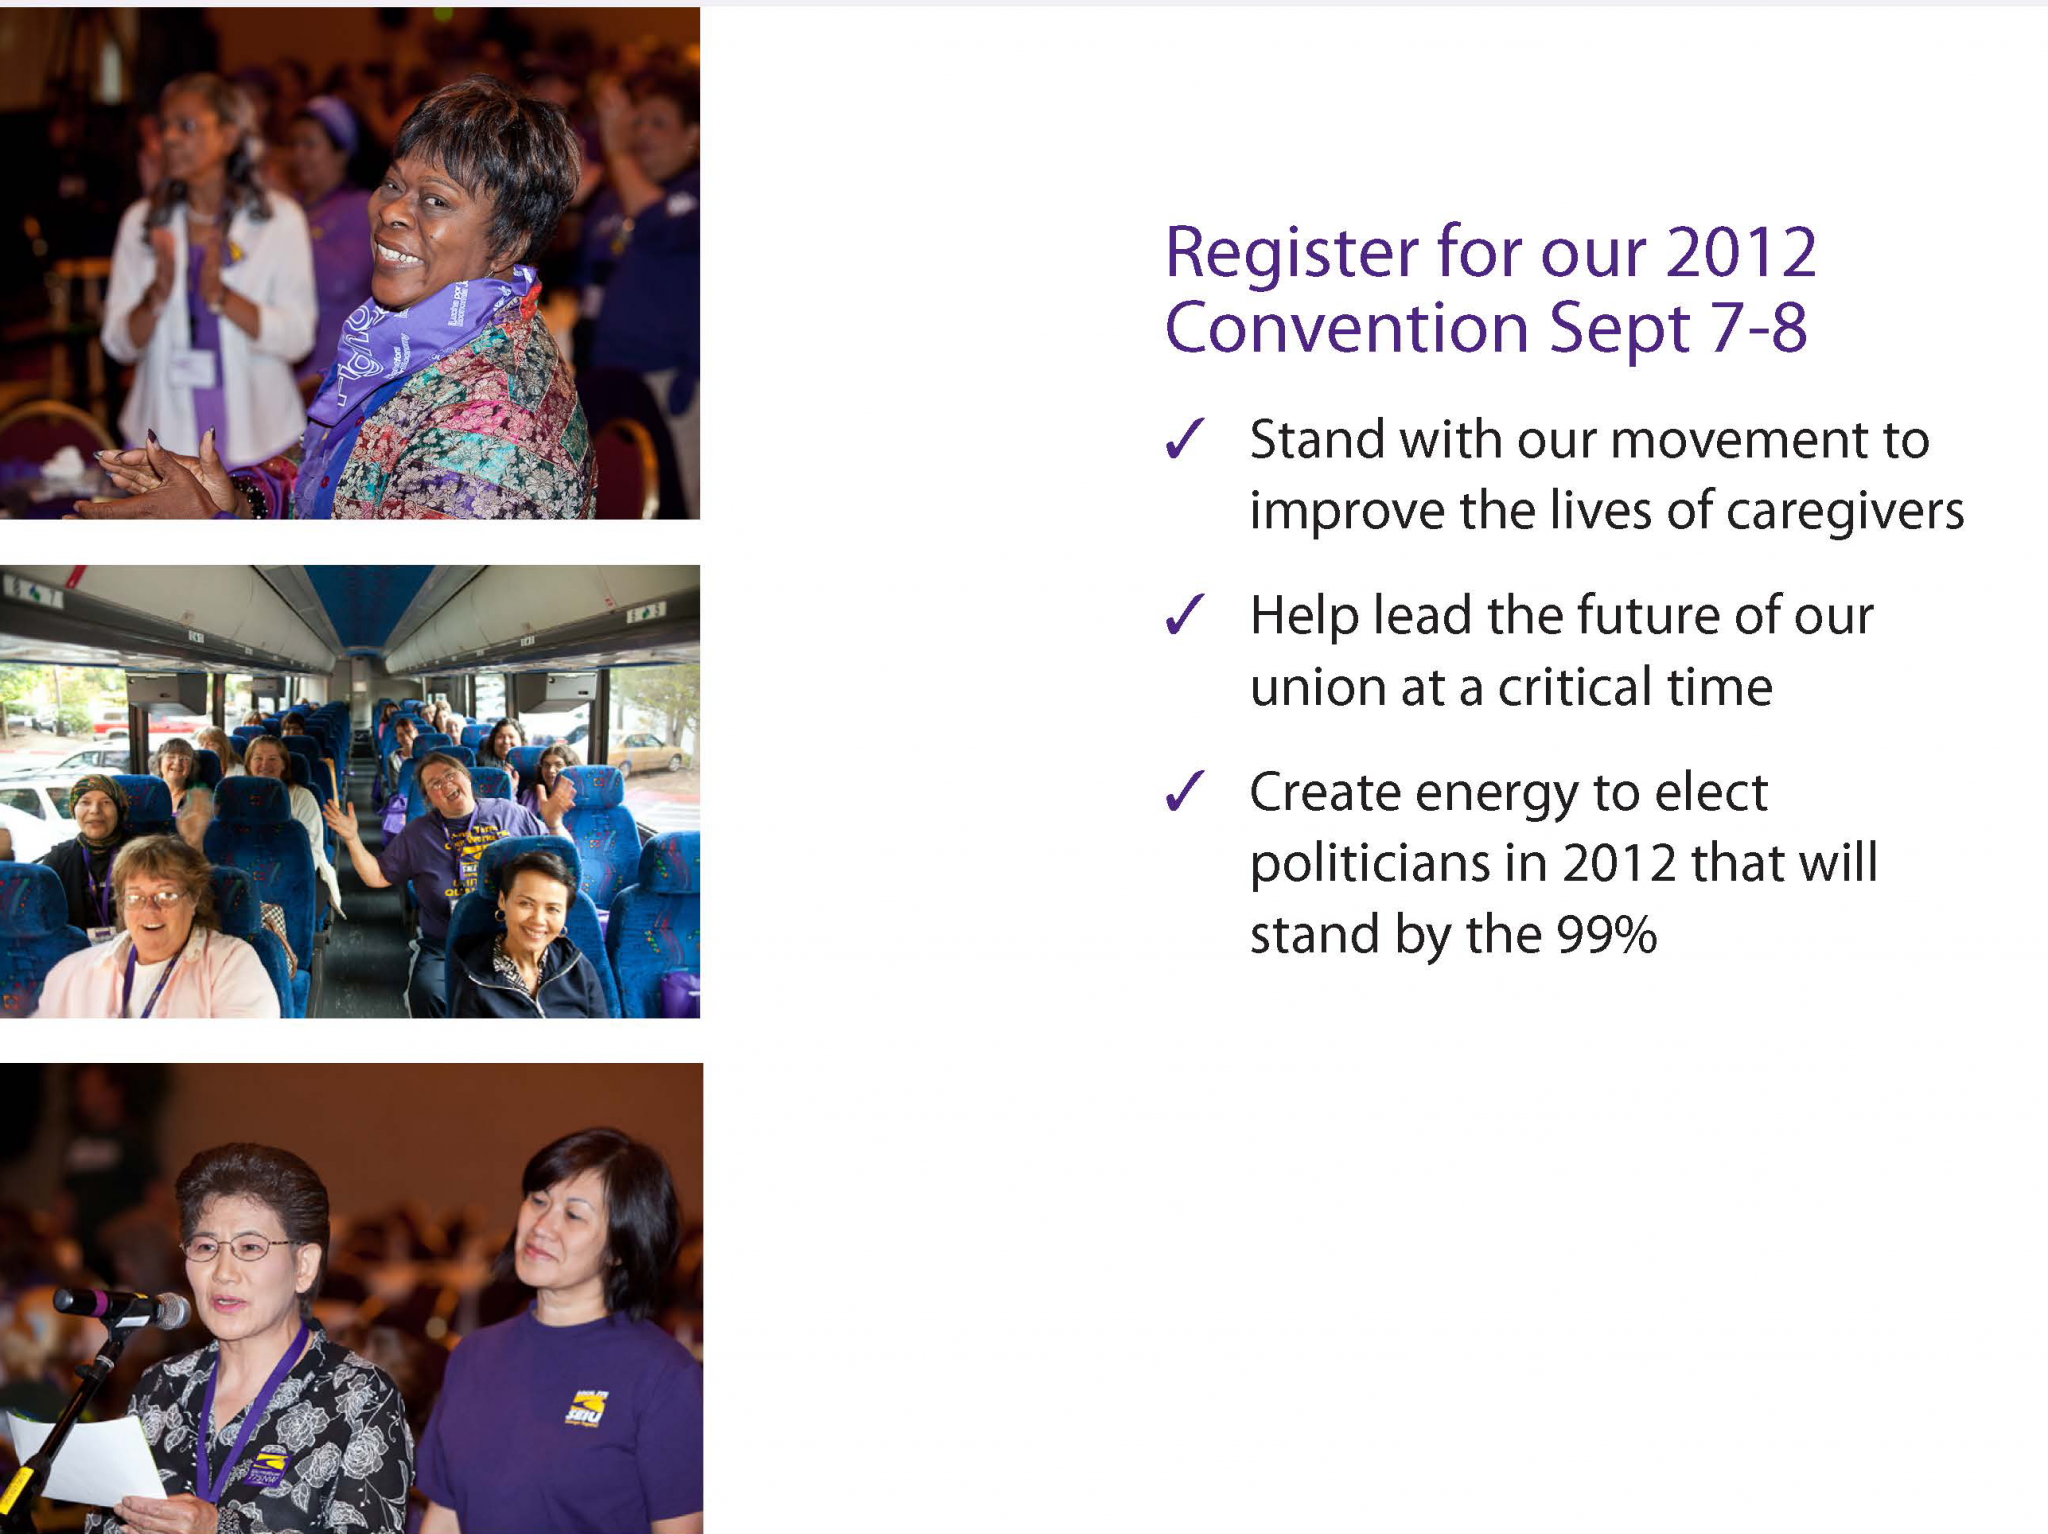 Register for our 2012
Convention Sept 7-8
✓ Stand with our movement to
improve the lives of caregivers
✓ Help lead the future of our
union at a critical time
✓ Create energy to elect
politicians in 2012 that will
stand by the 99%
SEIU
775NW